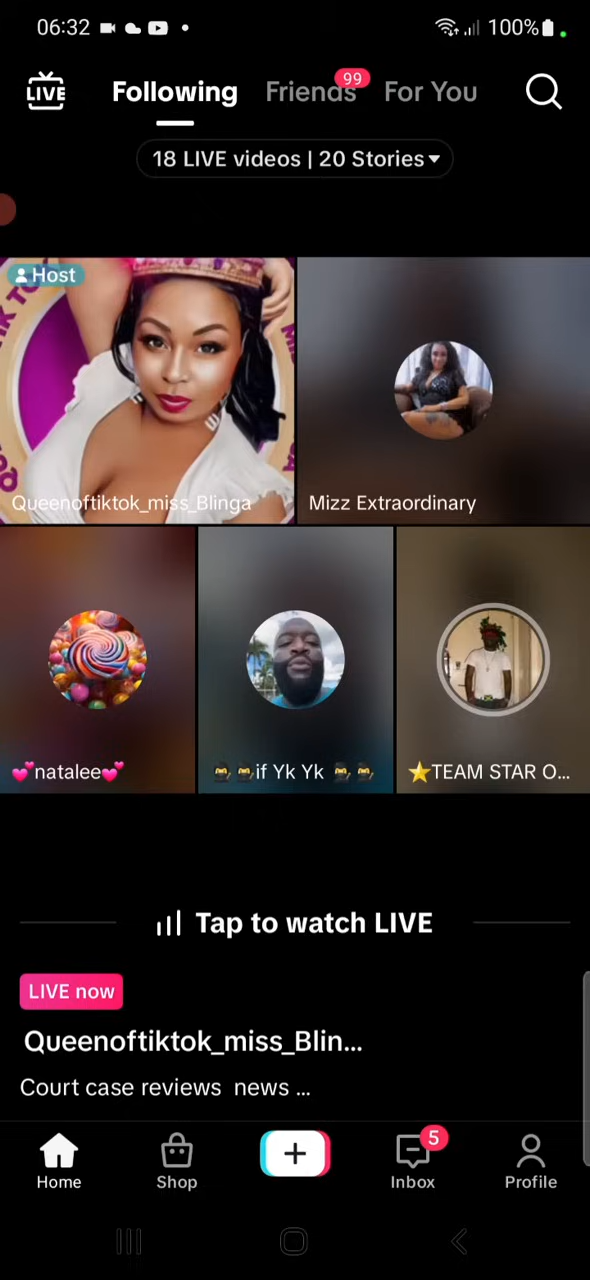 06:32
100%
LIVE
Following
Friends
99
For You
18 LIVE videos | 20 Stories
Host
Queenoftiktok_miss_Blinga
Mizz Extraordinary
💕natalee💕
🥷🥷if Yk Yk 🥷🥷
⭐TEAM STAR O...
Tap to watch LIVE
LIVE now
Queenoftiktok_miss_Blin...
Court case reviews news ...
5
Home
Shop
Inbox
Profile